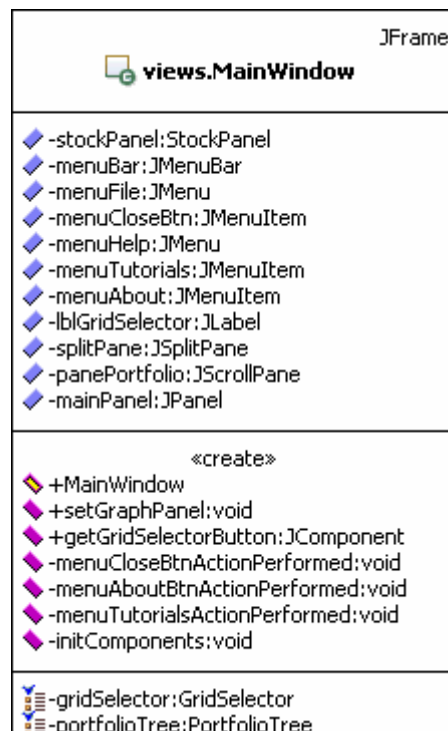 JFrame
views.MainWindow
-stockPanel:StockPanel
-menuBar:JMenuBar
-menuFile:JMenu
-menuCloseBtn:JMenuItem
-menuHelp:JMenu
-menuTutorials:JMenuItem
-menuAbout:JMenuItem
-lblGridSelector:JLabel
-splitPane:JSplitPane
-panePortfolio:JScrollPane
-mainPanel:JPanel
«create»
+MainWindow
+setGraphPanel:void
+getGridSelectorButton:JComponent
-menuCloseBtnActionPerformed:void
-menuAboutBtnActionPerformed:void
-menuTutorialsActionPerformed:void
-initComponents:void
-gridSelector:GridSelector
-portfolioTree:PortfolioTree